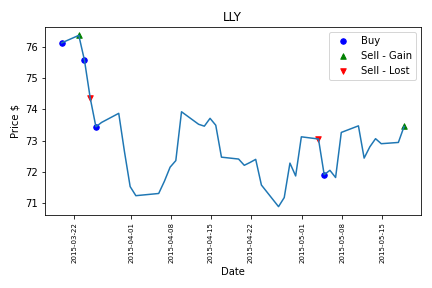 LLY
Buy
Sell - Gain
Sell - Lost
Price $
76
75
74
73
72
71
2015-03-22
2015-04-01
2015-04-08
2015-04-15
2015-04-22
2015-05-01
2015-05-08
2015-05-15
Date